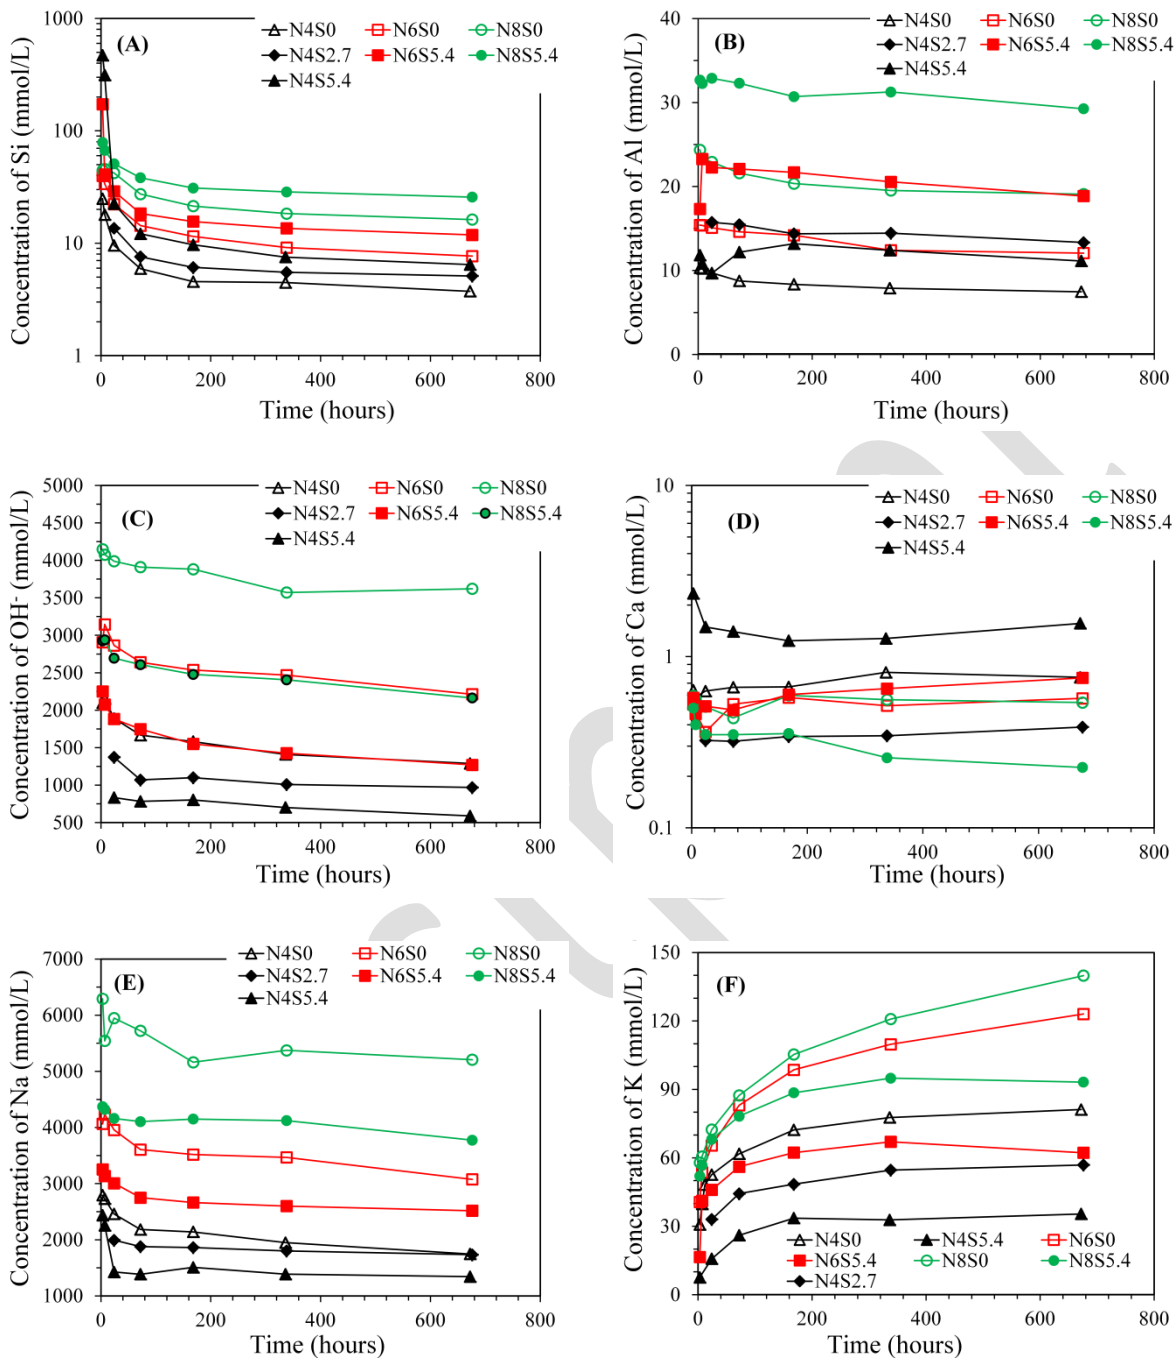 (A)
N4S0 N6S0 N8S0
N4S2.7 N6S5.4 N8S5.4
N4S5.4
Concentration of Si (mmol/L)
1000
100
10
1
0 200 400 600 800
Time (hours)
(B)
N4S0 N6S0 N8S0
N4S2.7 N6S5.4 N8S5.4
N4S5.4
Concentration of Al (mmol/L)
40
30
20
10
0
0 200 400 600 800
Time (hours)
(C)
N4S0 N6S0 N8S0
N4S2.7 N6S5.4 N8S5.4
N4S5.4
Concentration of OH- (mmol/L)
5000
4500
4000
3500
3000
2500
2000
1500
1000
500
0 200 400 600 800
Time (hours)
(D)
N4S0 N6S0 N8S0
N4S2.7 N6S5.4 N8S5.4
N4S5.4
Concentration of Ca (mmol/L)
10
1
0.1
0 200 400 600 800
Time (hours)
(E)
N4S0 N6S0 N8S0
N4S2.7 N6S5.4 N8S5.4
N4S5.4
Concentration of Na (mmol/L)
7000
6000
5000
4000
3000
2000
1000
0 200 400 600 800
Time (hours)
(F)
Concentration of K (mmol/L)
150
120
90
60
30
0
N4S0 N4S5.4 N6S0
N6S5.4 N8S0 N8S5.4
N4S2.7
0 200 400 600 800
Time (hours)